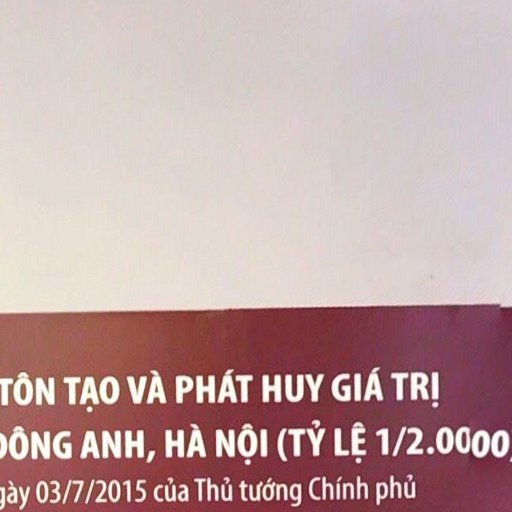 TÔN TẠO VÀ PHÁT HUY GIÁ TRỊ
ĐÔNG ANH, HÀ NỘI (TỶ LỆ 1/2.0000)
gày 03/7/2015 của Thủ tướng Chính phủ